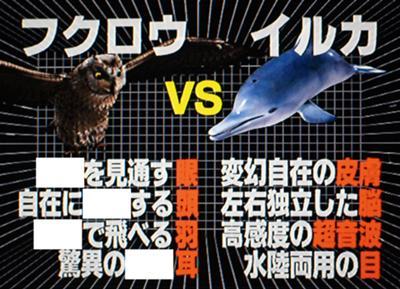 フクロウ イルカ
VS
を見通す眼 変幻自在の皮膚
自在にする頭 左右独立した脳
で飛べる羽 高感度の超音波
驚異の耳 水陸両用の目